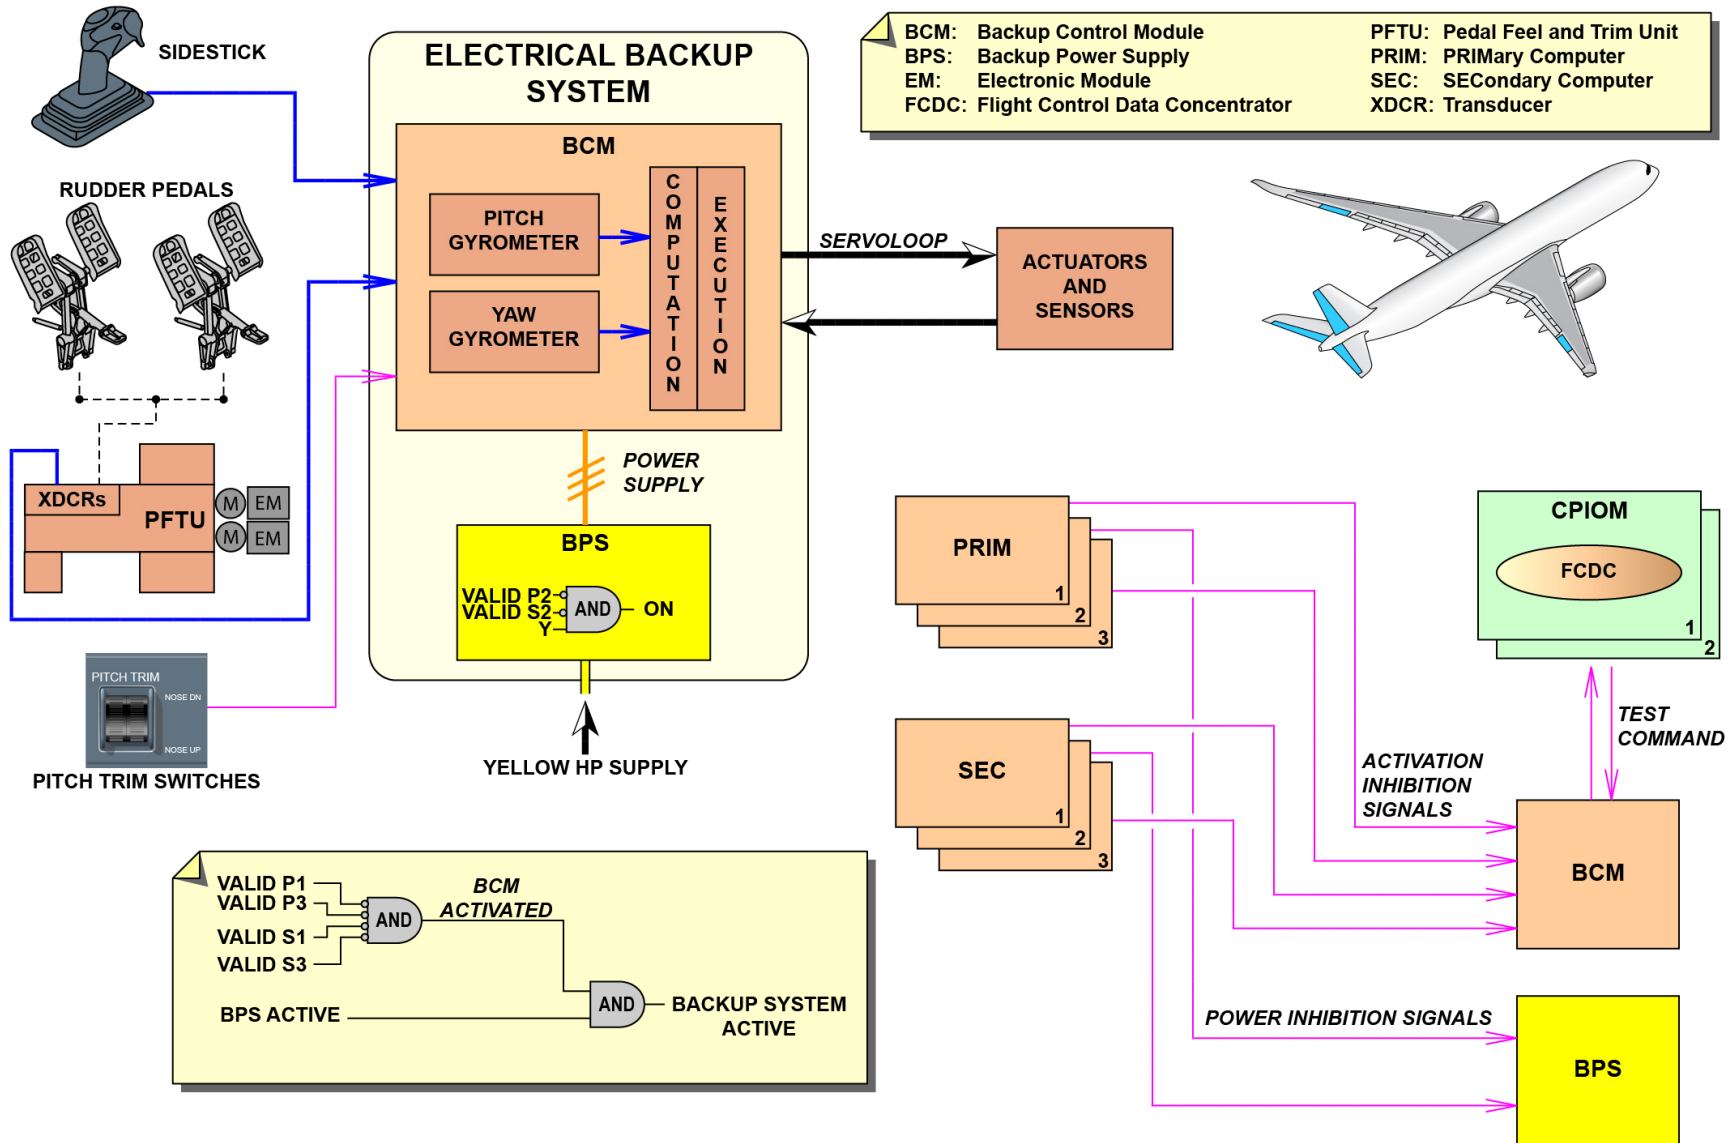 SIDESTICK
RUDDER PEDALS
XDCRs
PFTU
M
EM
M
EM
PITCH TRIM
NOSE DN
NOSE UP
PITCH TRIM SWITCHES
ELECTRICAL BACKUP
SYSTEM
BCM
PITCH
GYROMETER
YAW
GYROMETER
COMPUTATION
EXECUTION
POWER
SUPPLY
BPS
VALID P2
VALID S2
Y
AND
ON
YELLOW HP SUPPLY
SERVOLOOP
ACTUATORS
AND
SENSORS
BCM: Backup Control Module
BPS: Backup Power Supply
EM: Electronic Module
FCDC: Flight Control Data Concentrator
PFTU: Pedal Feel and Trim Unit
PRIM: PRIMary Computer
SEC: SECondary Computer
XDCR: Transducer
PRIM
1
2
3
SEC
1
2
3
CPIOM
FCDC
1
2
TEST
COMMAND
ACTIVATION
INHIBITION
SIGNALS
BCM
POWER INHIBITION SIGNALS
BPS
VALID P1
VALID P3
VALID S1
VALID S3
AND
BCM
ACTIVATED
BPS ACTIVE
AND
BACKUP SYSTEM
ACTIVE